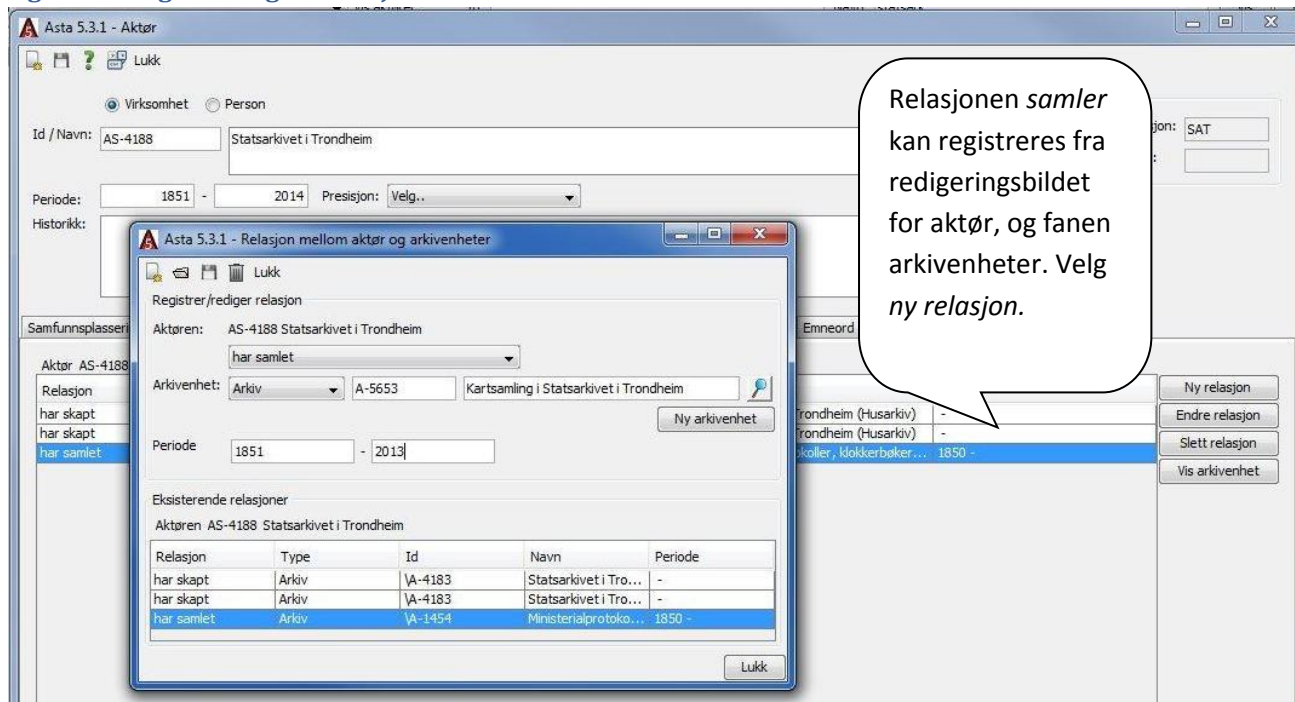 Asta 5.3.1 - Aktør
Lukk
Virksomhet Person
Id / Navn: AS-4188 Statsarkivet i Trondheim
jon: SAT
:
Periode: 1851 - 2014 Presisjon: Velg..
Historikk:
Relasjonen samler
kan registreres fra
redigeringsbildet
for aktør, og fanen
arkivenheter. Velg
ny relasjon.
Samfunnsplasseri
Emneord
Aktør AS-4188
Relasjon
har skapt
har skapt
har samlet
rondheim (Husarkiv) -
rondheim (Husarkiv) -
okoller, klokkerbøker... 1850 -
Ny relasjon
Endre relasjon
Slett relasjon
Vis arkivenhet
Asta 5.3.1 - Relasjon mellom aktør og arkivenheter
Lukk
Registrer/rediger relasjon
Aktøren: AS-4188 Statsarkivet i Trondheim
har samlet
Arkivenhet: Arkiv A-5653 Kartsamling i Statsarkivet i Trondheim
Ny arkivenhet
Periode 1851 - 2013
Eksisterende relasjoner
Aktøren AS-4188 Statsarkivet i Trondheim
Relasjon Type Id Navn Periode
har skapt Arkiv \A-4183 Statsarkivet i Tro... -
har skapt Arkiv \A-4183 Statsarkivet i Tro... -
har samlet Arkiv \A-1454 Ministerialprotoko... 1850 -
Lukk